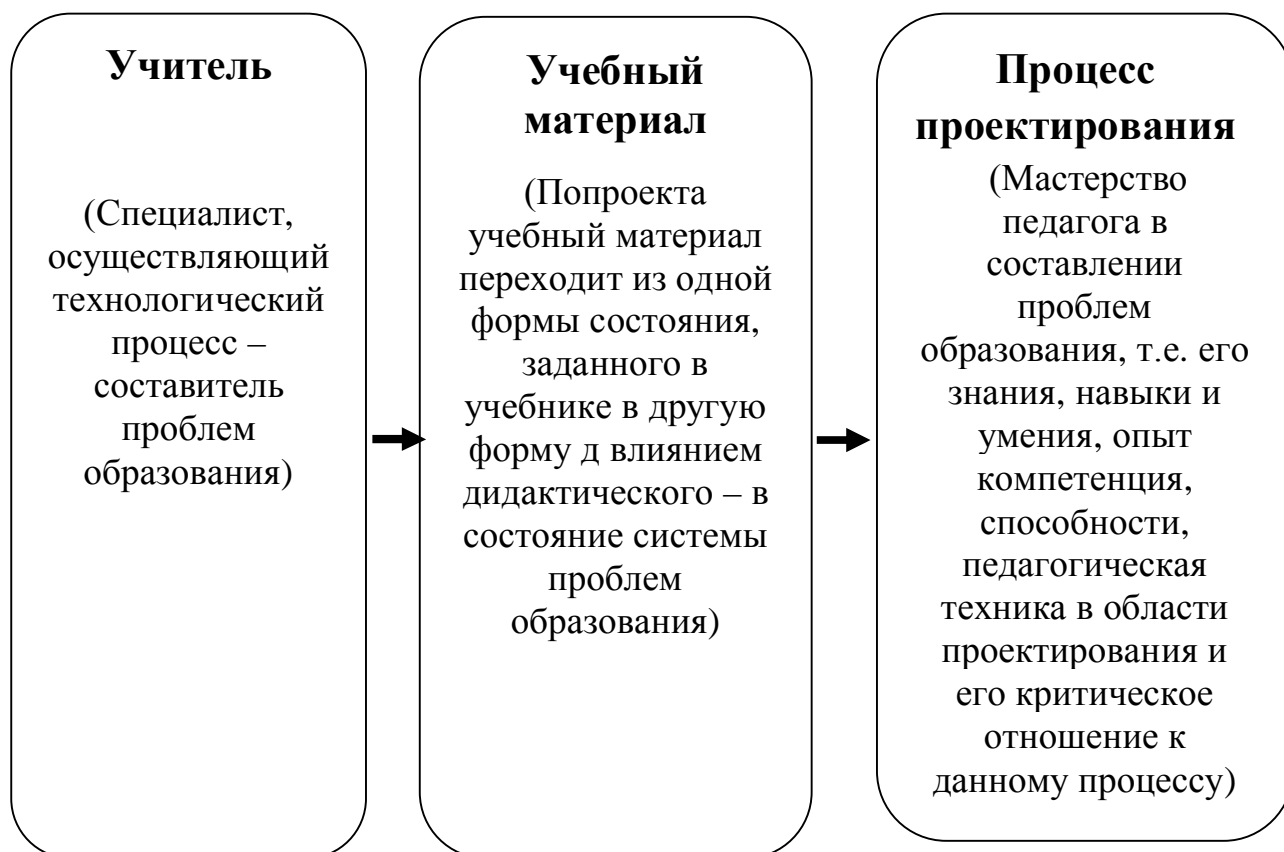 Учитель
(Специалист,
осуществляющий
технологический
процесс –
составитель
проблем
образования)
Учебный
материал
(Попроекта
учебный материал
переходит из одной
формы состояния,
заданного в
учебнике в другую
форму д влиянием
дидактического – в
состояние системы
проблем
образования)
Процесс
проектирования
(Мастерство
педагога в
составлении
проблем
образования, т.е. его
знания, навыки и
умения, опыт
компетенция,
способности,
педагогическая
техника в области
проектирования и
его критическое
отношение к
данному процессу)